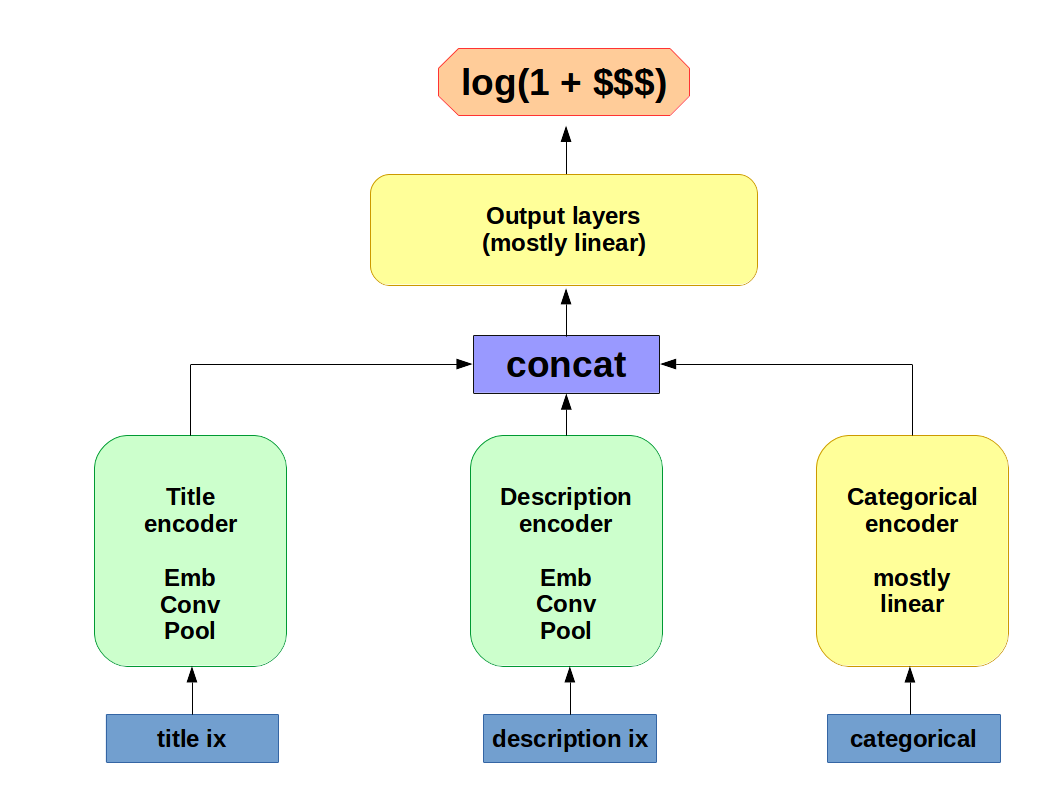 log(1 + $$$)
Output layers
(mostly linear)
concat
Title
encoder
Emb
Conv
Pool
Description
encoder
Emb
Conv
Pool
Categorical
encoder
mostly
linear
title ix
description ix
categorical